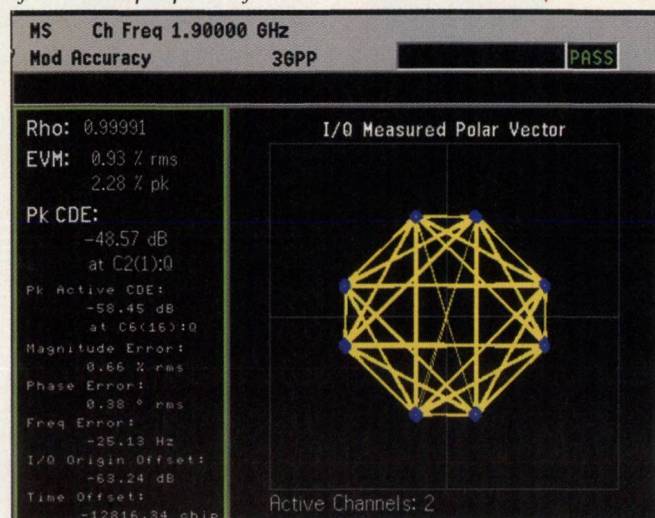 MS Ch Freq 1.90000 GHz
Mod Accuracy 3GPP PASS
Rho: 0.99991
EVM: 0.93 % rms
2.28 % pk
Pk CDE:
-48.57 dB
at C2(1):Q
Pk Active CDE:
-58.45 dB
at C6(16):Q
Magnitude Error:
0.66 % rms
Phase Error:
0.38 ° rms
Freq Error:
-25.13 Hz
I/Q Origin Offset:
-63.24 dB
Time Offset:
-12816.34 chip
I/Q Measured Polar Vector
Active Channels: 2